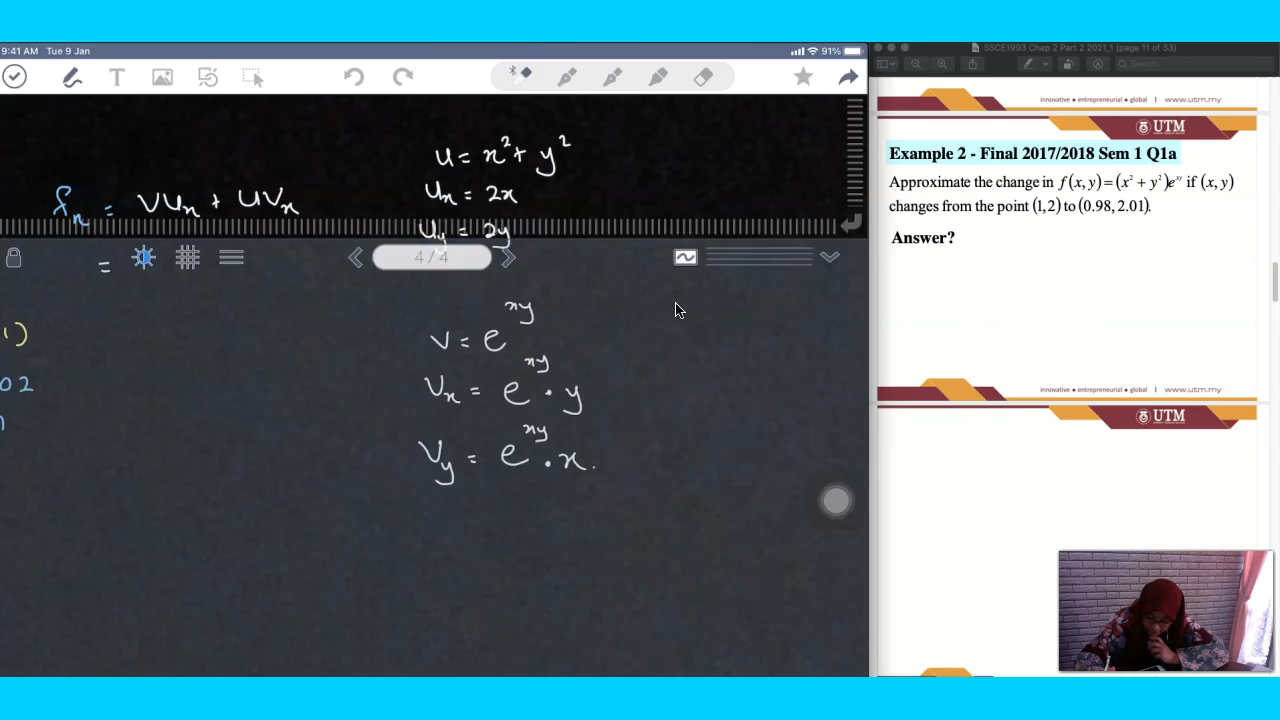 9:41 AM Tue 9 Jan
91%
T
u = x² + y²
uₓ = 2x
u_y = 2y
fₓ = vuₓ + uvₓ
=
4 / 4
1)
02
v = e^{xy}
vₓ = e^{xy} · y
v_y = e^{xy} · x.
SSCE1993 Chap 2 Part 2 2021_1 (page 11 of 33)
Search
innovative ● entrepreneurial ● global | www.utm.my
UTM
Example 2 - Final 2017/2018 Sem 1 Q1a
Approximate the change in f(x, y) = (x² + y²)e^{xy} if (x, y)
changes from the point (1, 2) to (0.98, 2.01).
Answer?
innovative ● entrepreneurial ● global | www.utm.my
UTM